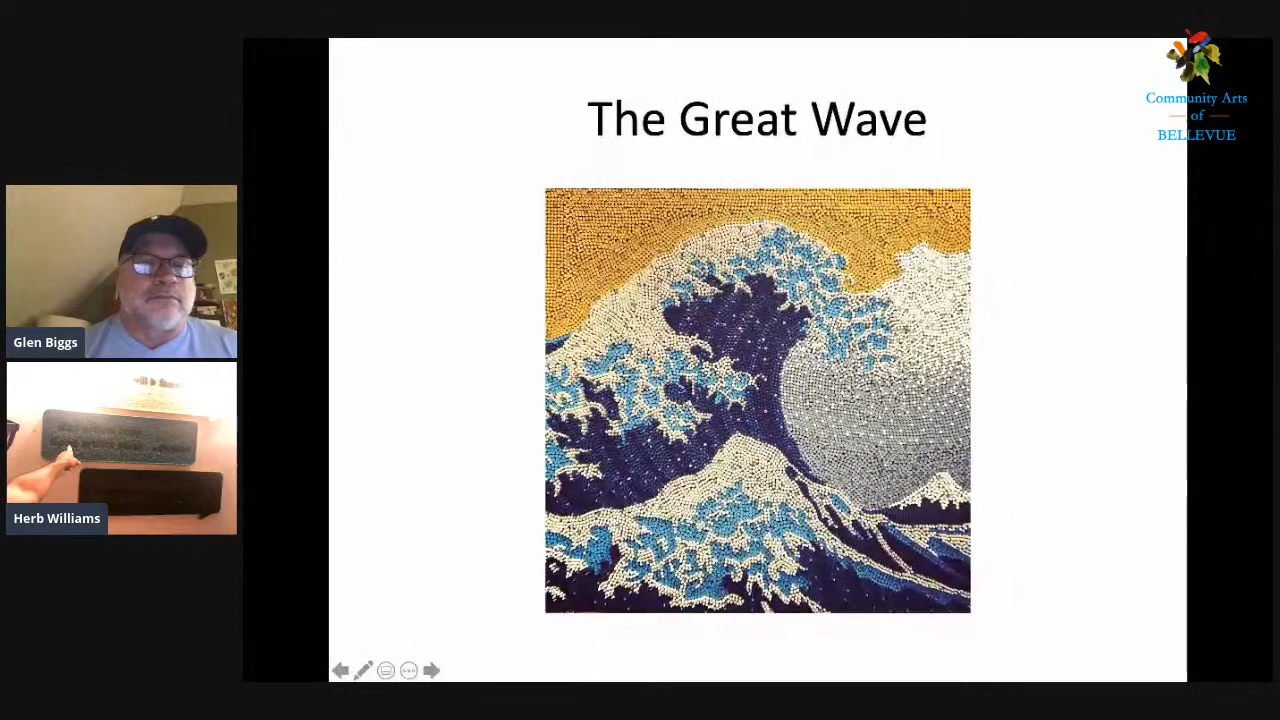 The Great Wave
Community Arts
of
BELLEVUE
Glen Biggs
Herb Williams